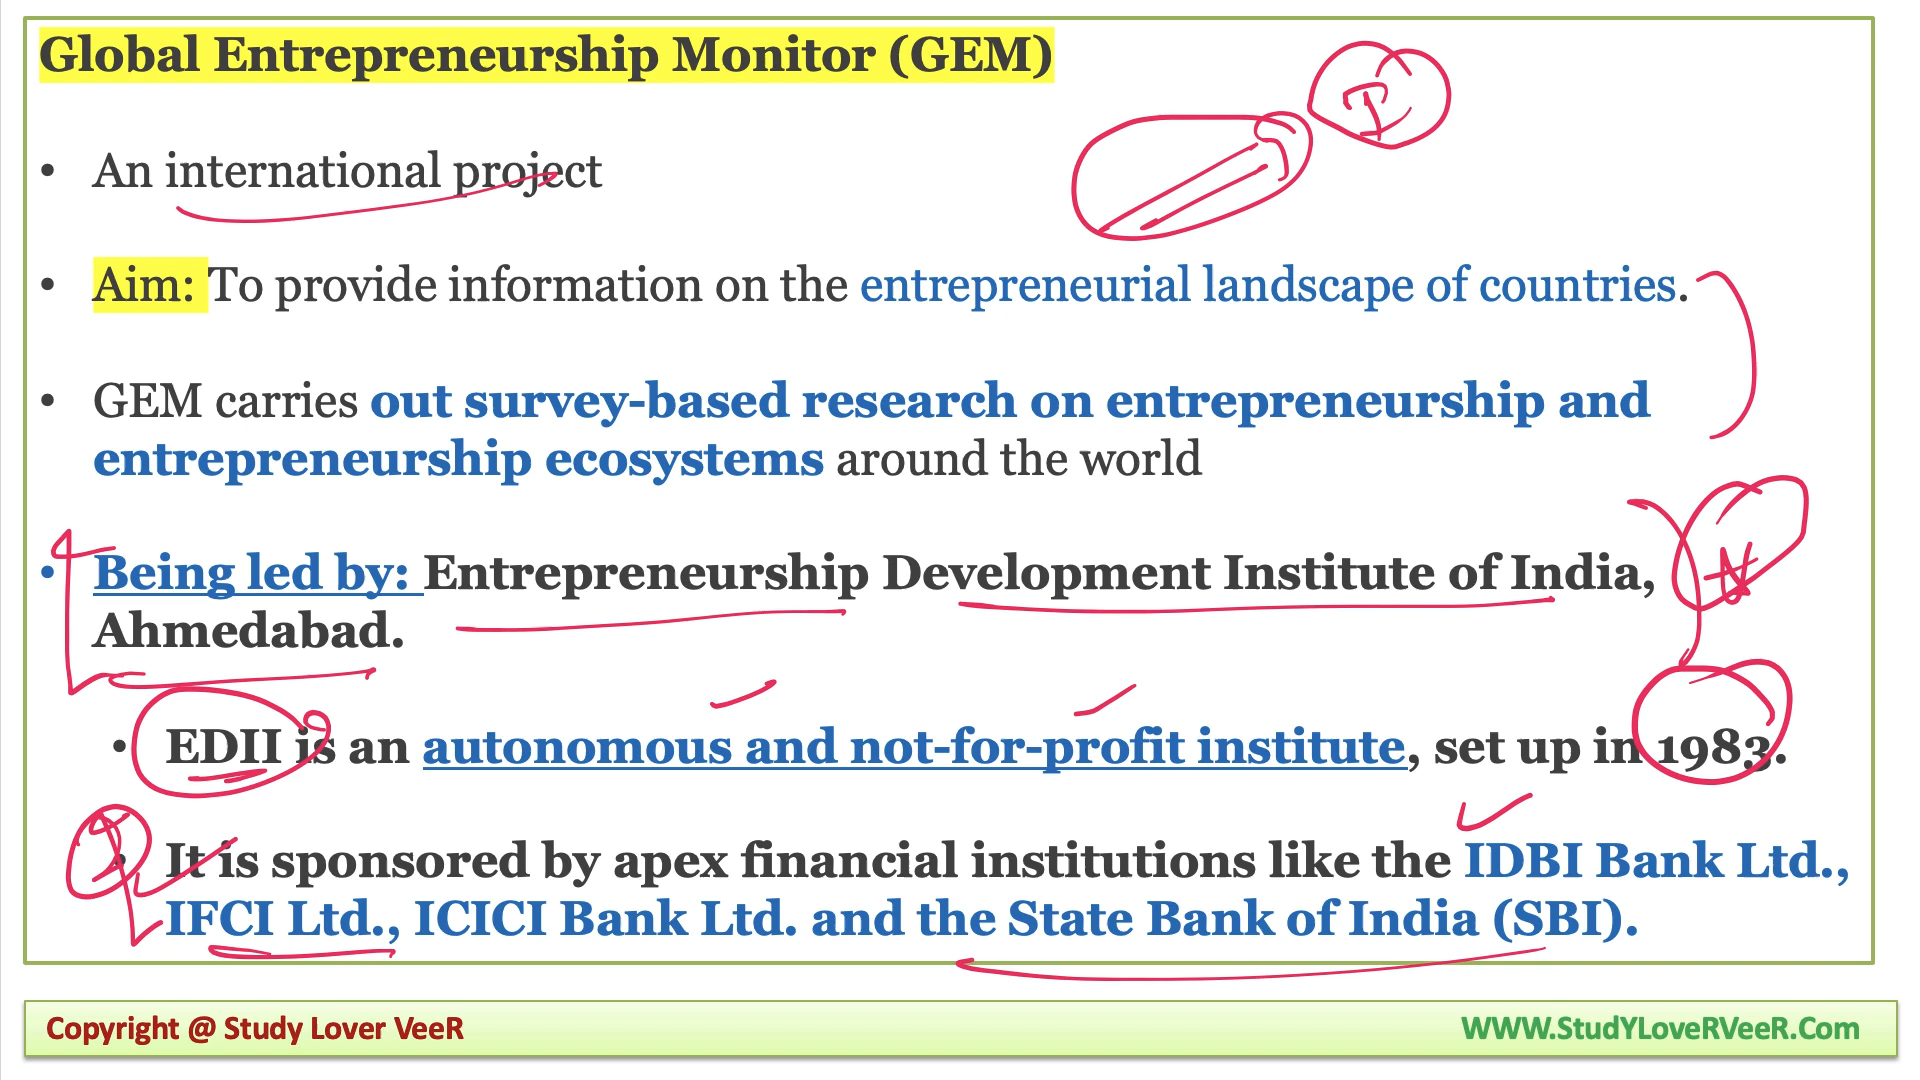 Global Entrepreneurship Monitor (GEM)
• An international project
• Aim: To provide information on the entrepreneurial landscape of countries.
• GEM carries out survey-based research on entrepreneurship and
entrepreneurship ecosystems around the world
• Being led by: Entrepreneurship Development Institute of India,
Ahmedabad.
• EDII is an autonomous and not-for-profit institute, set up in 1983.
• It is sponsored by apex financial institutions like the IDBI Bank Ltd.,
IFCI Ltd., ICICI Bank Ltd. and the State Bank of India (SBI).
Copyright @ Study Lover VeeR
WWW.StudYLoveRVeeR.Com